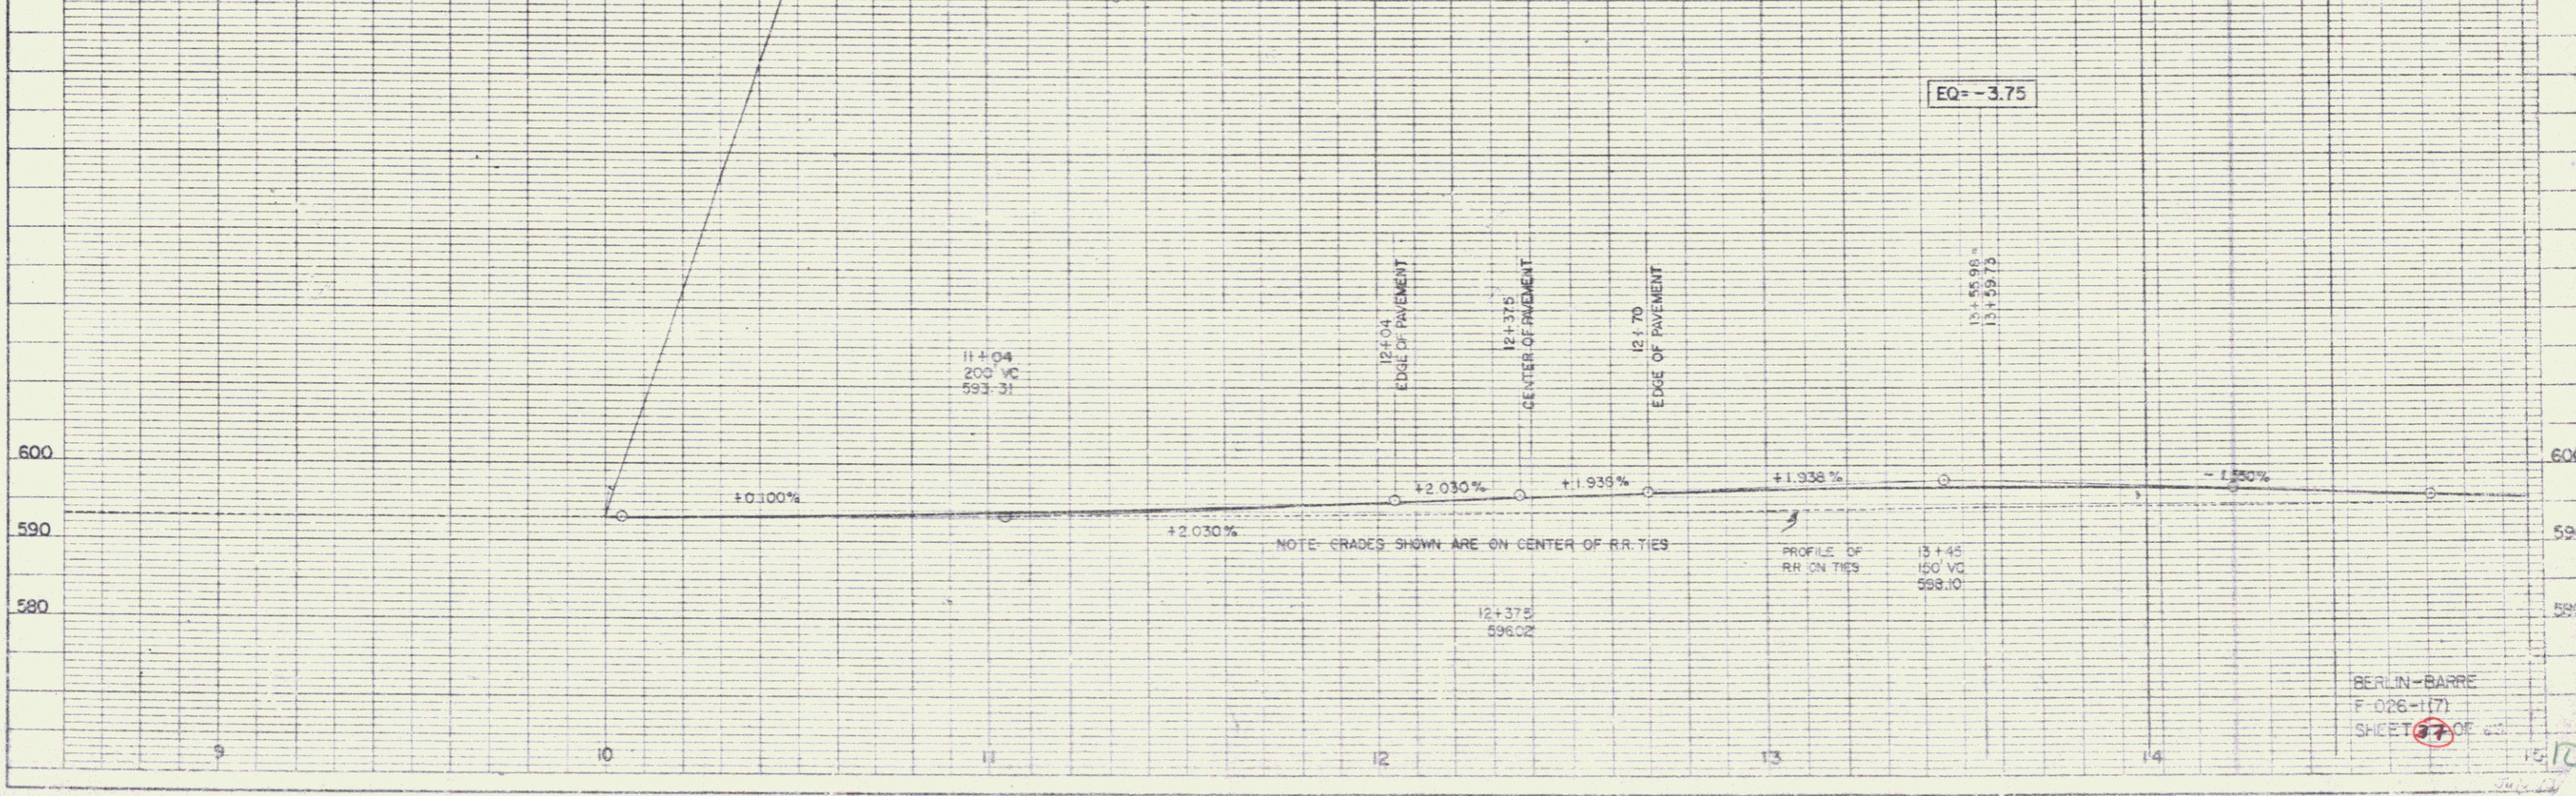 EQ= -3.75
13+55.98=
13+59.73
12+04
EDGE OF PAVEMENT
12+37.5
CENTER OF PAVEMENT
12+70
EDGE OF PAVEMENT
11+04
200' VC
593.31
600
+0.100%
+2.030%
+1.938%
+1.938%
590
+2.030%
NOTE: GRADES SHOWN ARE ON CENTER OF R.R. TIES
PROFILE OF
R.R. ON TIES
13+45
150' VC
598.10
580
12+37.5
596.02
BERLIN-BARRE
F 026-1(7)
SHEET 37 OF
9
10
11
12
13
14
15